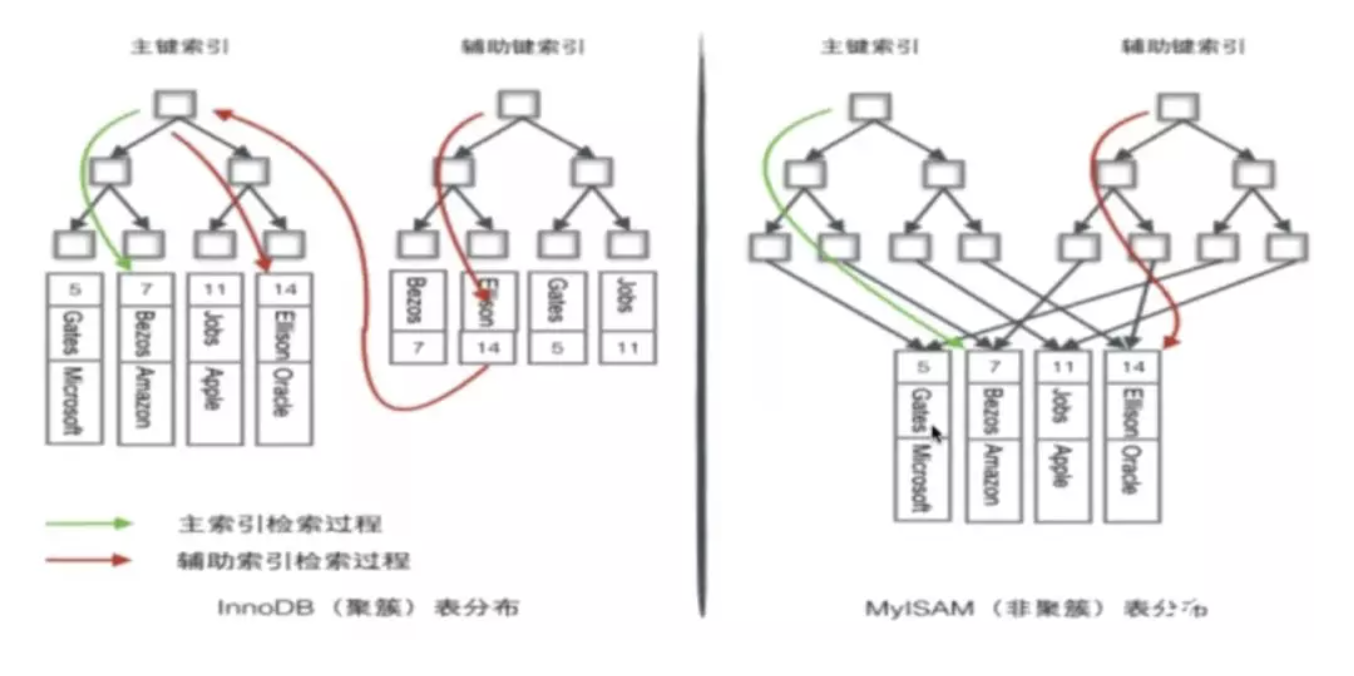 主键索引
辅助键索引
5 Gates Microsoft
7 Bezos Amazon
11 Jobs Apple
14 Ellison Oracle
Bezos 7
Ellison 14
Gates 5
Jobs 11
主索引检索过程
辅助索引检索过程
InnoDB（聚簇）表分布
主键索引
辅助键索引
5 Gates Microsoft
7 Bezos Amazon
11 Jobs Apple
14 Ellison Oracle
MyISAM（非聚簇）表分布